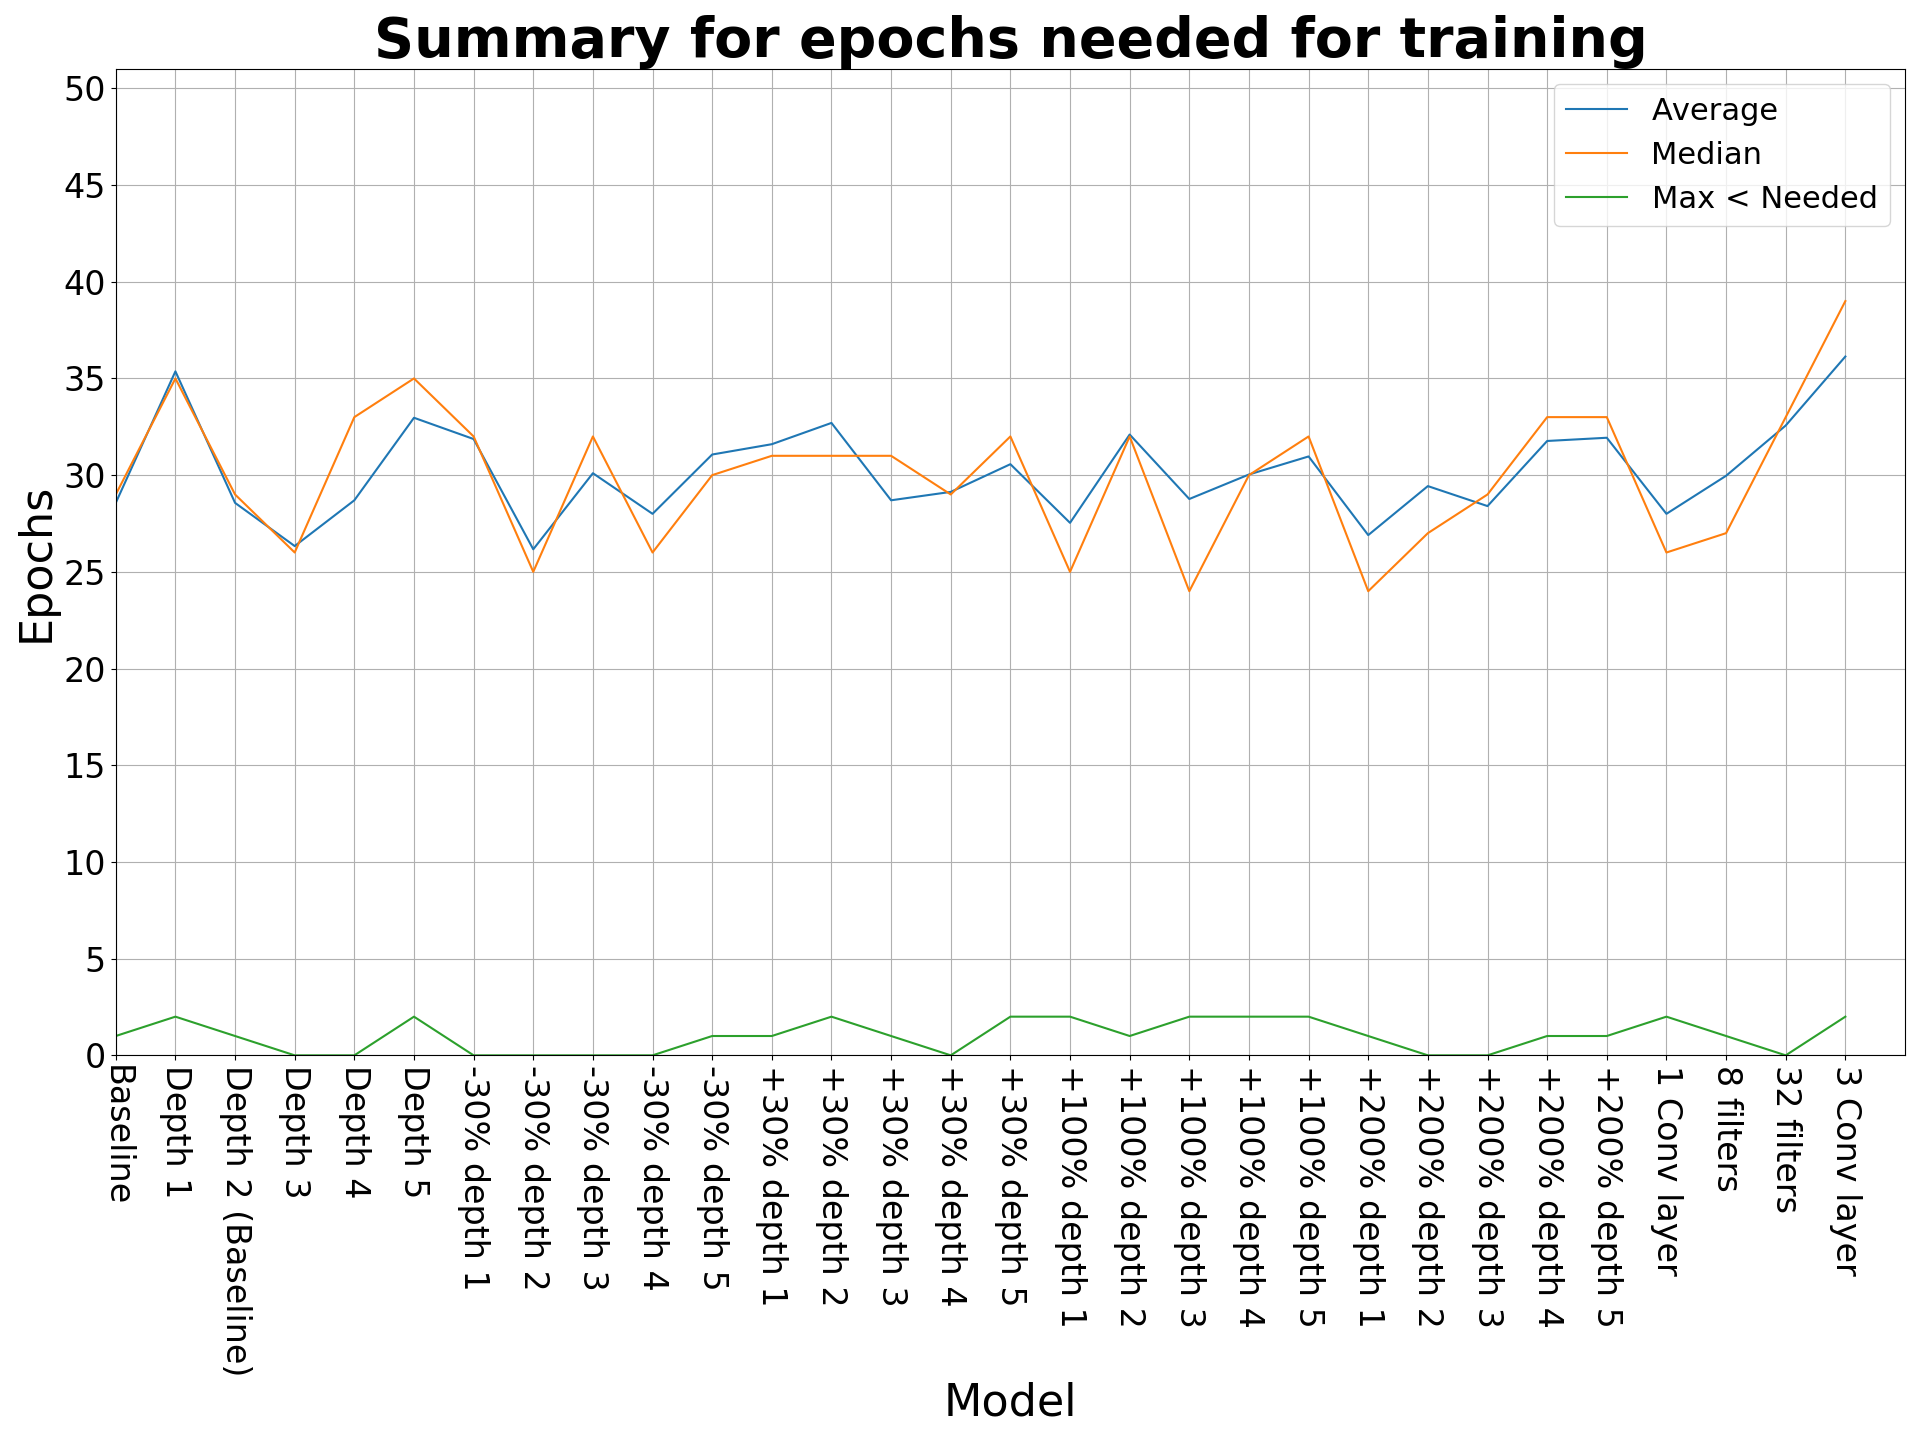 Summary for epochs needed for training
Average
Median
Max < Needed
50
45
40
35
30
25
20
15
10
5
0
Epochs
Baseline
Depth 1
Depth 2 (Baseline)
Depth 3
Depth 4
Depth 5
-30% depth 1
-30% depth 2
-30% depth 3
-30% depth 4
-30% depth 5
+30% depth 1
+30% depth 2
+30% depth 3
+30% depth 4
+30% depth 5
+100% depth 1
+100% depth 2
+100% depth 3
+100% depth 4
+100% depth 5
+200% depth 1
+200% depth 2
+200% depth 3
+200% depth 4
+200% depth 5
1 Conv layer
8 filters
32 filters
3 Conv layer
Model